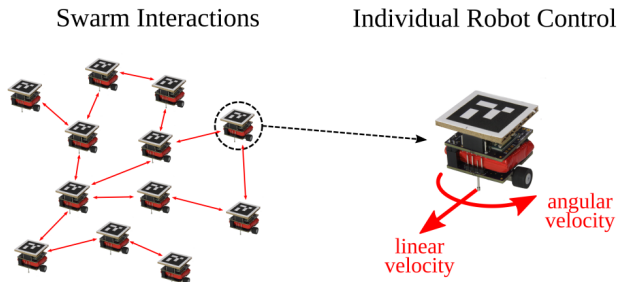 Swarm Interactions
Individual Robot Control
angular
velocity
linear
velocity